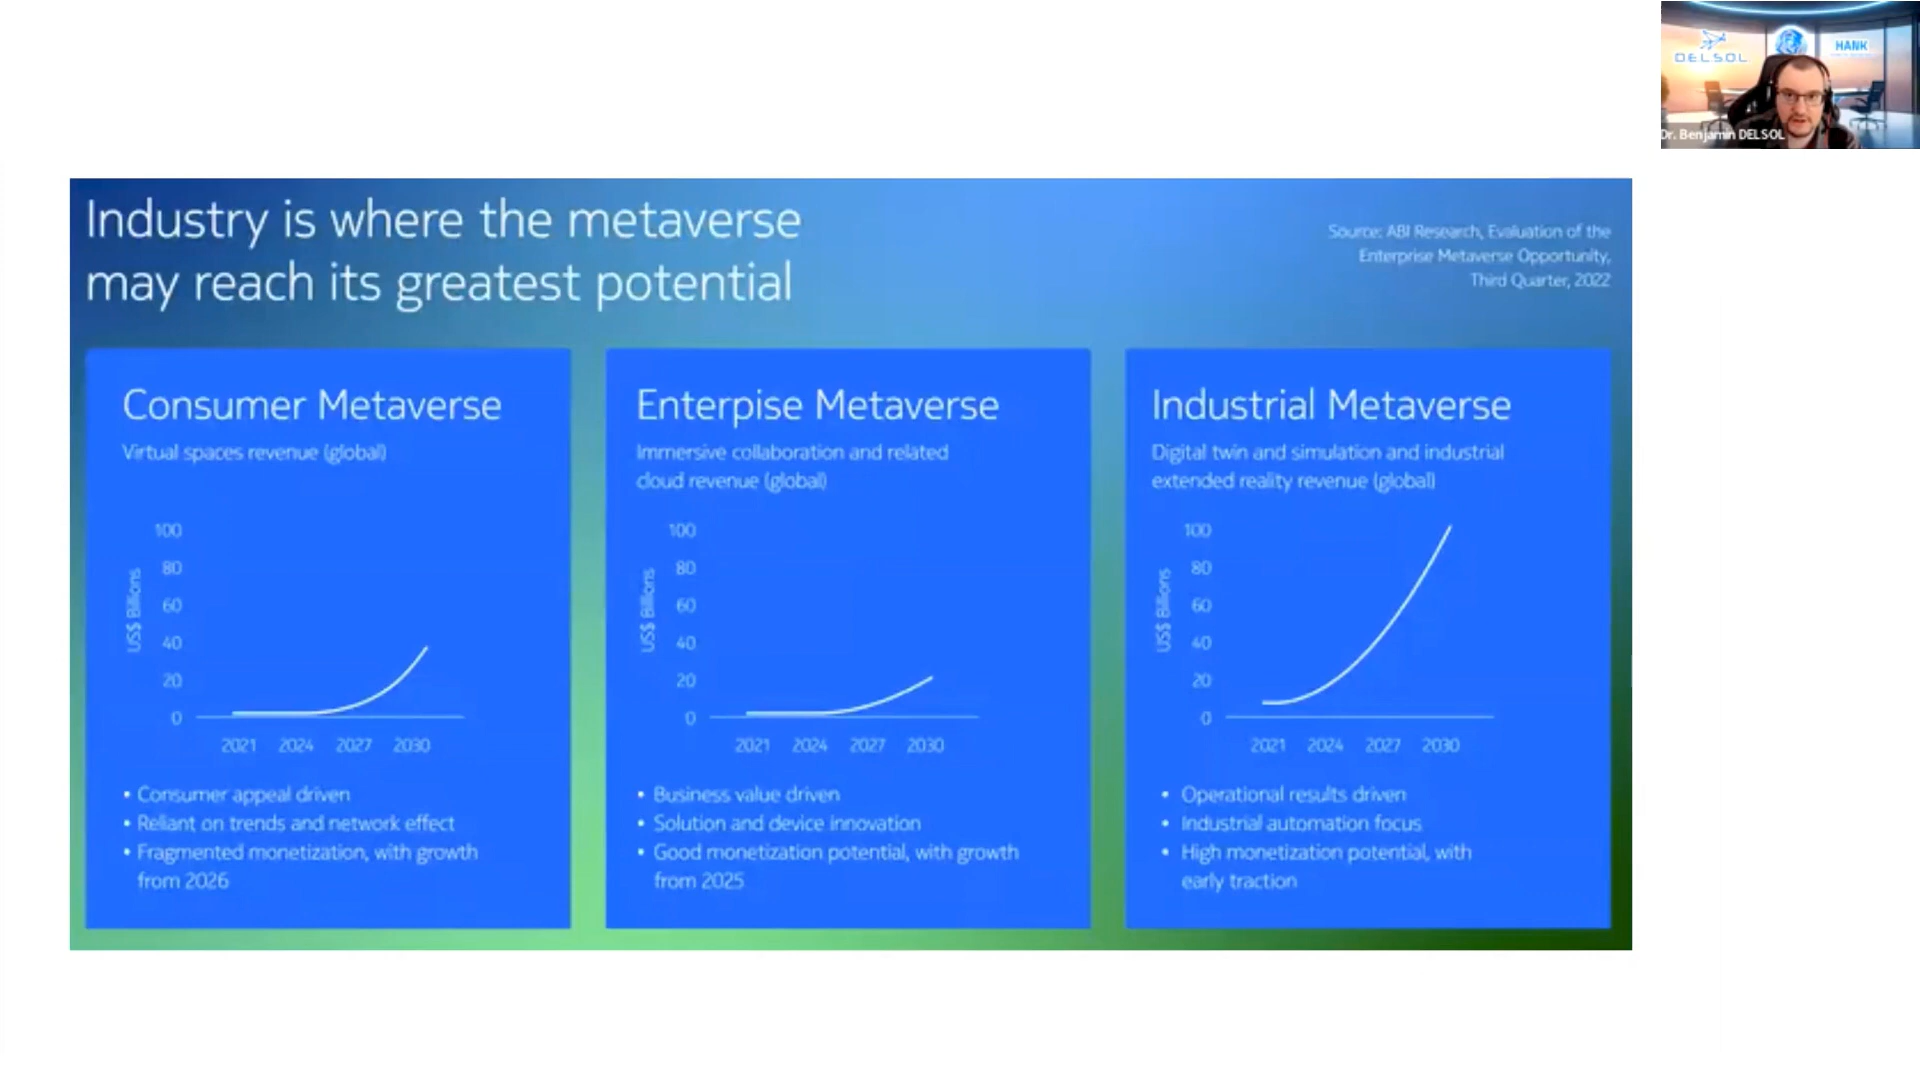 DELSOL
HANK
Dr. Benjamin DELSOL
Industry is where the metaverse
may reach its greatest potential
Source: ABI Research, Evaluation of the
Enterprise Metaverse Opportunity,
Third Quarter, 2022
Consumer Metaverse
Virtual spaces revenue (global)
US$ Billions
100
80
60
40
20
0
2021 2024 2027 2030
• Consumer appeal driven
• Reliant on trends and network effect
• Fragmented monetization, with growth
from 2026
Enterpise Metaverse
Immersive collaboration and related
cloud revenue (global)
US$ Billions
100
80
60
40
20
0
2021 2024 2027 2030
• Business value driven
• Solution and device innovation
• Good monetization potential, with growth
from 2025
Industrial Metaverse
Digital twin and simulation and industrial
extended reality revenue (global)
US$ Billions
100
80
60
40
20
0
2021 2024 2027 2030
• Operational results driven
• Industrial automation focus
• High monetization potential, with
early traction